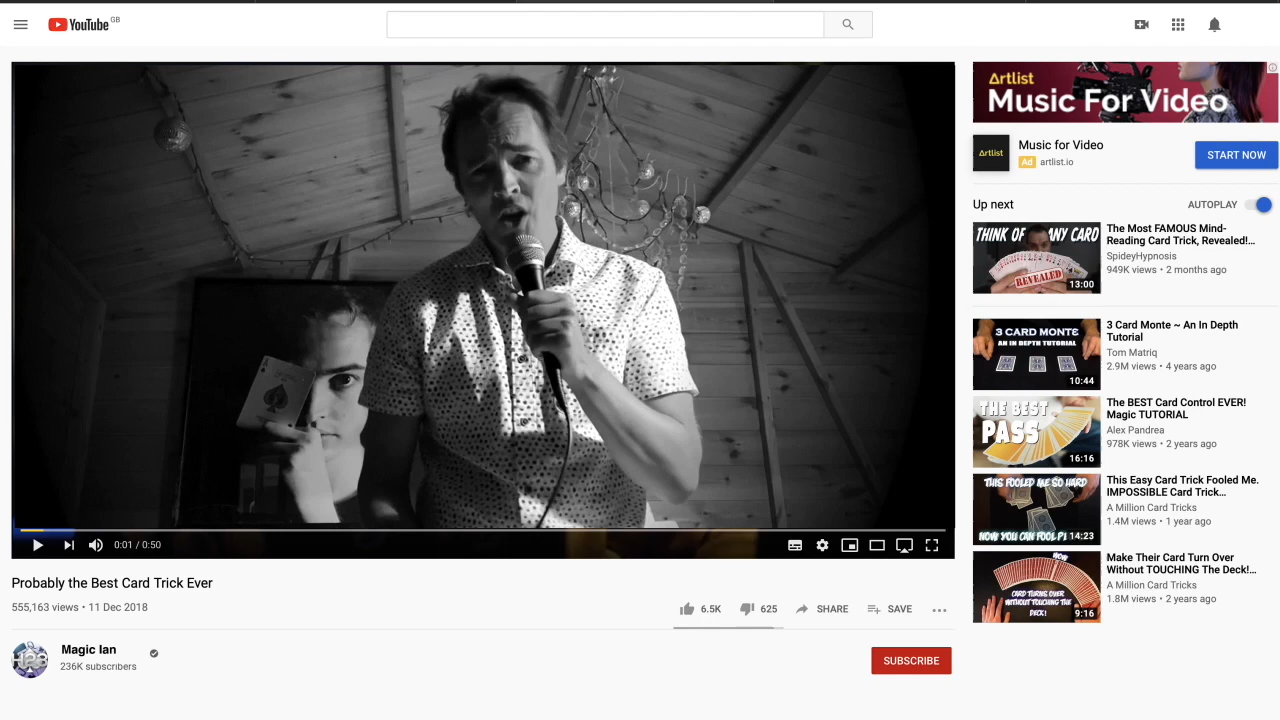 YouTube GB
Artlist
Music For Video
Artlist
Music for Video
Ad artlist.io
START NOW
Up next
AUTOPLAY
THINK OF ANY CARD
REVEALED
13:00
The Most FAMOUS Mind-
Reading Card Trick, Revealed!...
SpideyHypnosis
949K views • 2 months ago
3 CARD MONTE
AN IN DEPTH TUTORIAL
10:44
3 Card Monte ~ An In Depth
Tutorial
Tom Matriq
2.9M views • 4 years ago
THE BEST
PASS
16:16
The BEST Card Control EVER!
Magic TUTORIAL
Alex Pandrea
978K views • 2 years ago
THIS FOOLED ME SO HARD
NOW YOU CAN FOOL
14:23
This Easy Card Trick Fooled Me.
IMPOSSIBLE Card Trick...
A Million Card Tricks
1.4M views • 1 year ago
CARD TURNS OVER
WITHOUT TOUCHING THE
DECK!
9:16
Make Their Card Turn Over
Without TOUCHING The Deck!...
A Million Card Tricks
1.8M views • 2 years ago
0:01 / 0:50
Probably the Best Card Trick Ever
555,163 views • 11 Dec 2018
6.5K 625 SHARE SAVE
Magic Ian
236K subscribers
SUBSCRIBE